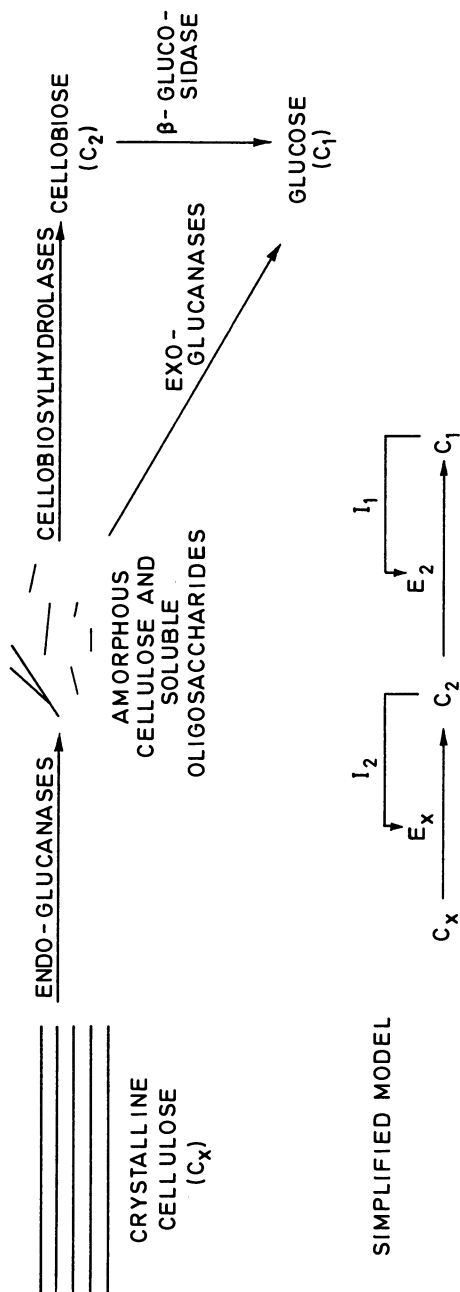 ENDO-GLUCANASES
CELLOBIOSYLHYDROLASES
CELLOBIOSE
(C2)
CRYSTALLINE
CELLULOSE
(Cx)
AMORPHOUS
CELLULOSE AND
SOLUBLE
OLIGOSACCHARIDES
EXO-
GLUCANASES
β-GLUCO-
SIDASE
GLUCOSE
(C1)
SIMPLIFIED MODEL
I2
I1
Ex
E2
Cx
C2
C1